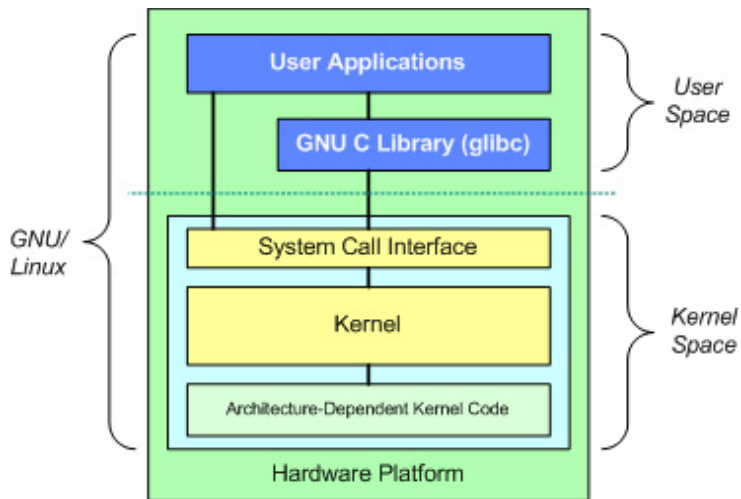 User Applications
User
Space
GNU C Library (glibc)
GNU/
Linux
System Call Interface
Kernel
Kernel
Space
Architecture-Dependent Kernel Code
Hardware Platform